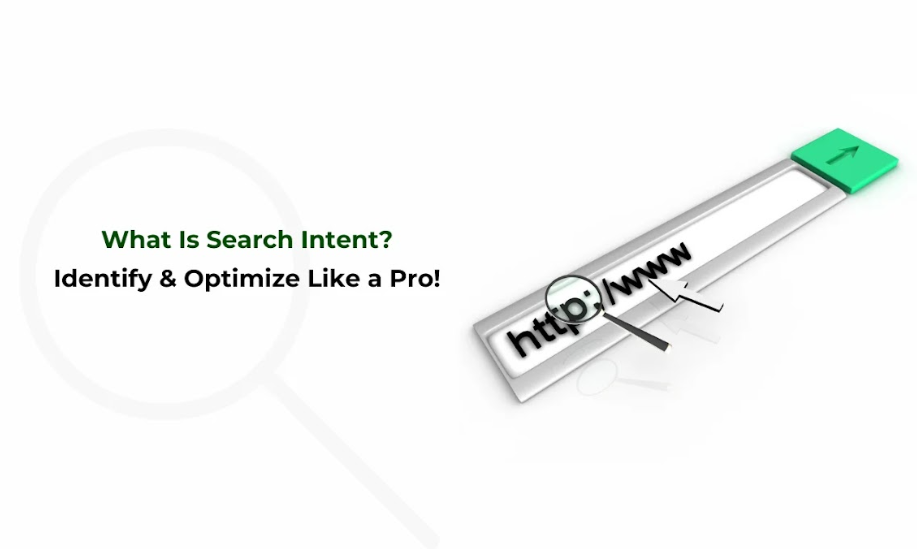 What Is Search Intent?
Identify & Optimize Like a Pro!
http:/www